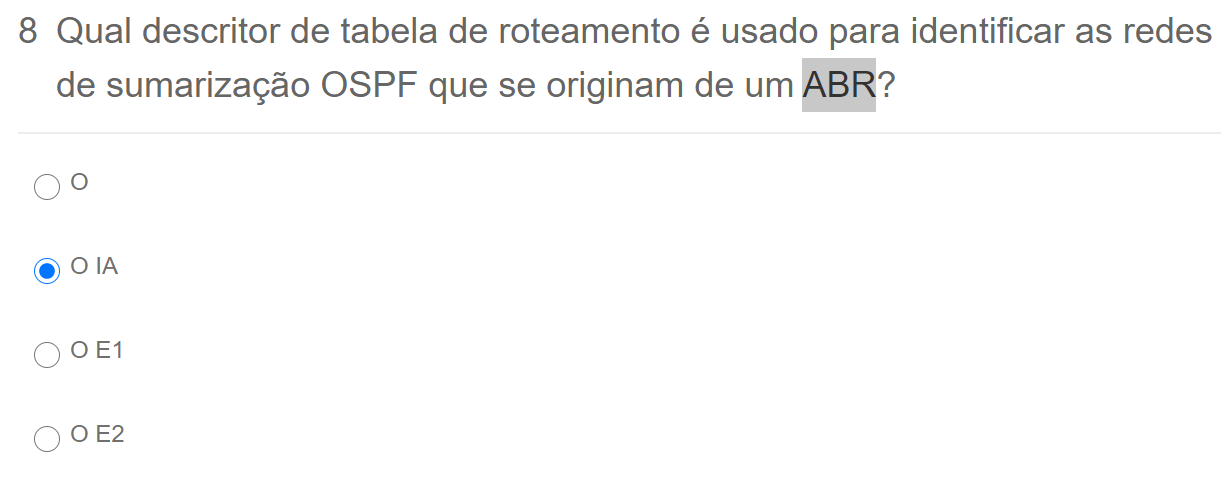 8 Qual descritor de tabela de roteamento é usado para identificar as redes
de sumarização OSPF que se originam de um ABR?
O
O IA
O E1
O E2